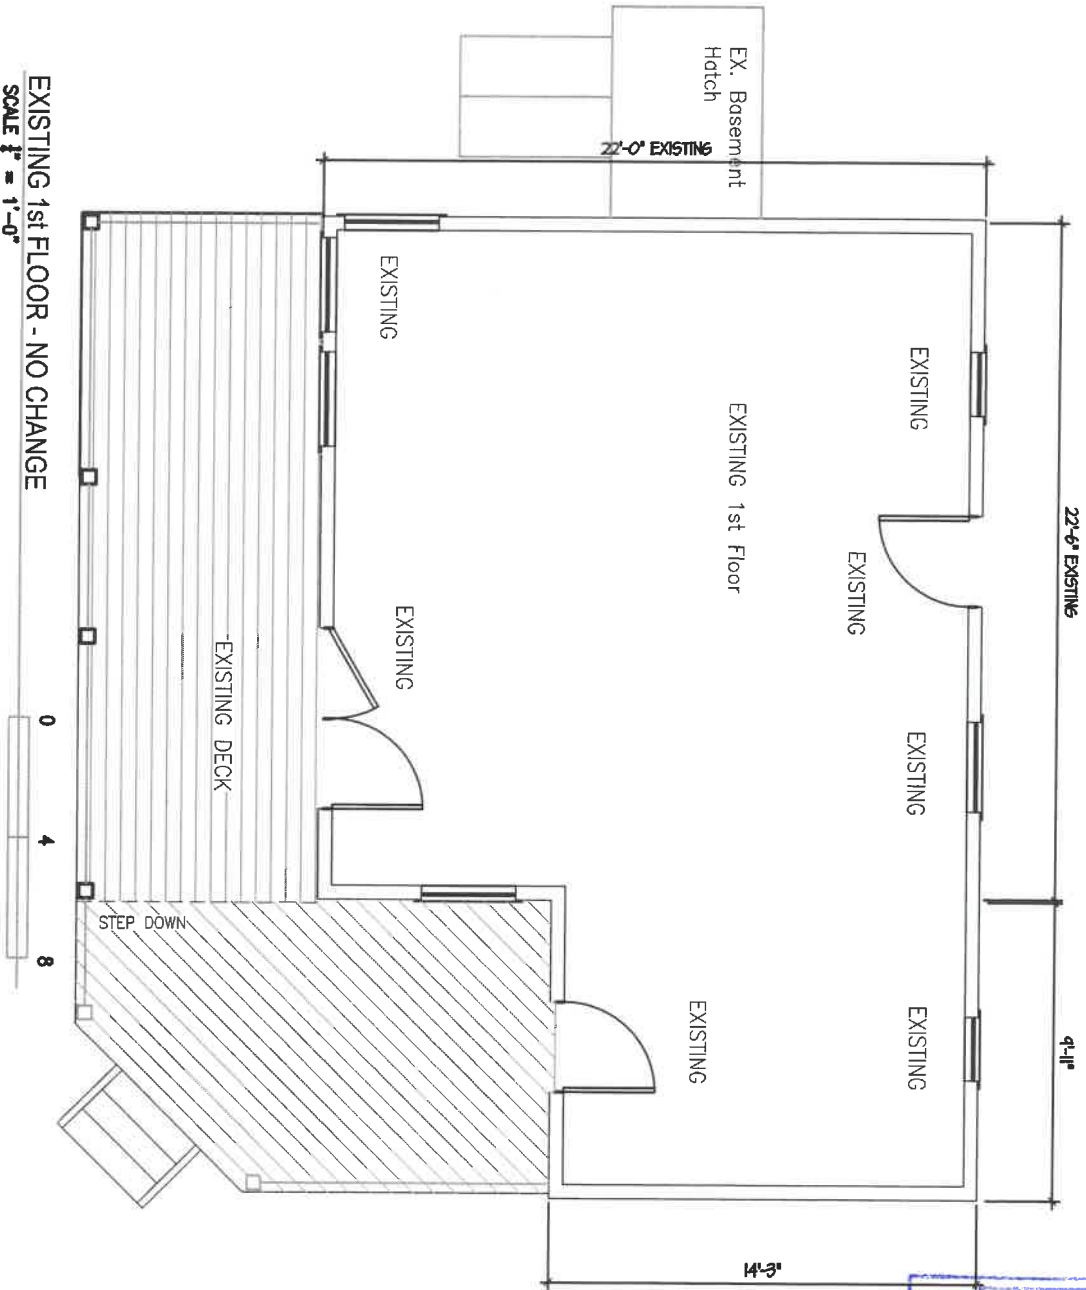 22'-6" EXISTING
9'-11"
14'-3"
22'-0" EXISTING
EX. Basement
Hatch
EXISTING
EXISTING
EXISTING
EXISTING
EXISTING 1st Floor
EXISTING
EXISTING
EXISTING
EXISTING DECK
STEP DOWN
0 4 8
EXISTING 1st FLOOR - NO CHANGE
SCALE = 1'-0"